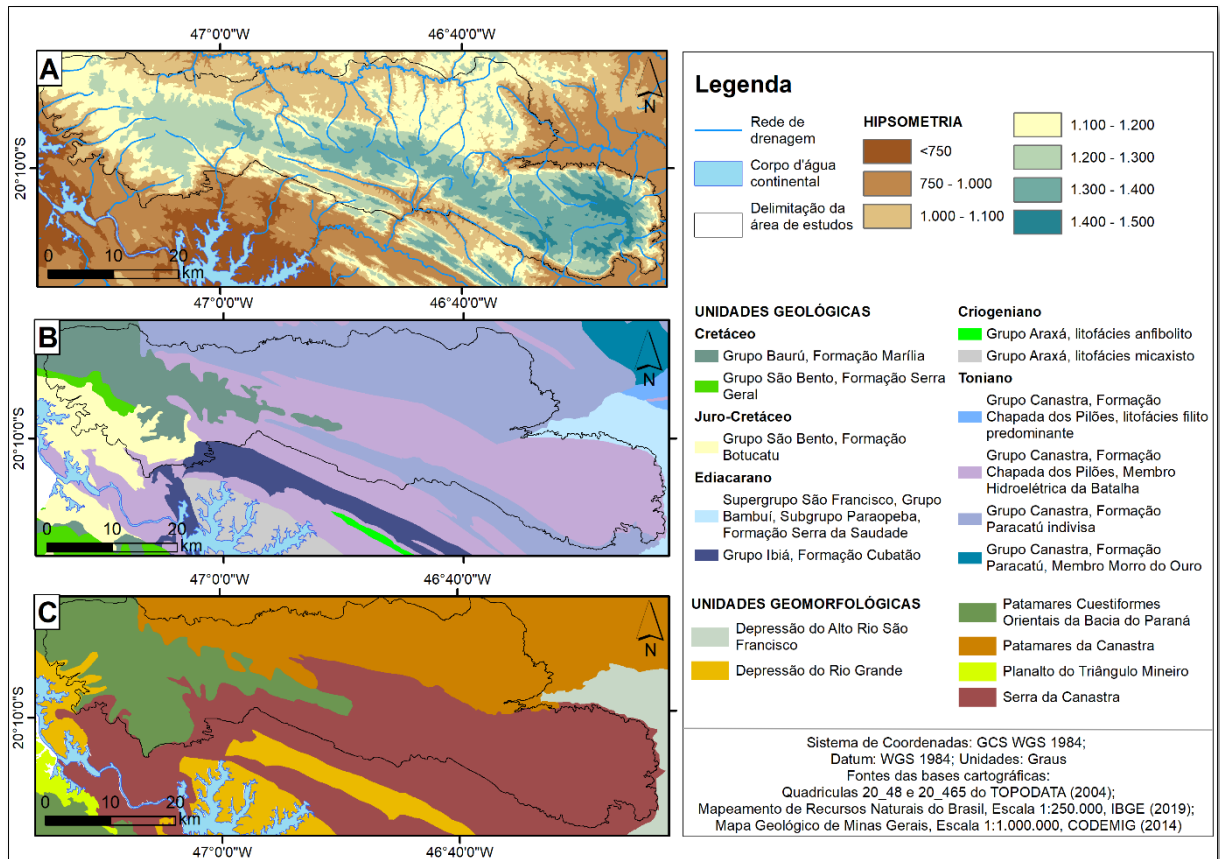 47°0'0"W
46°40'0"W
A
N
20°10'0"S
0
10
20
km
47°0'0"W
46°40'0"W
B
N
20°10'0"S
0
10
20
km
47°0'0"W
46°40'0"W
C
N
20°10'0"S
0
10
20
km
47°0'0"W
46°40'0"W
Legenda
Rede de
drenagem
Corpo d'água
continental
Delimitação da
área de estudos
HIPSOMETRIA
<750
750 - 1.000
1.000 - 1.100
1.100 - 1.200
1.200 - 1.300
1.300 - 1.400
1.400 - 1.500
UNIDADES GEOLÓGICAS
Cretáceo
Grupo Baurú, Formação Marília
Grupo São Bento, Formação Serra
Geral
Juro-Cretáceo
Grupo São Bento, Formação
Botucatu
Ediacarano
Supergrupo São Francisco, Grupo
Bambuí, Subgrupo Paraopeba,
Formação Serra da Saudade
Grupo Ibiá, Formação Cubatão
Criogeniano
Grupo Araxá, litofácies anfibolito
Grupo Araxá, litofácies micaxisto
Toniano
Grupo Canastra, Formação
Chapada dos Pilões, litofácies filito
predominante
Grupo Canastra, Formação
Chapada dos Pilões, Membro
Hidroelétrica da Batalha
Grupo Canastra, Formação
Paracatú indivisa
Grupo Canastra, Formação
Paracatú, Membro Morro do Ouro
UNIDADES GEOMORFOLÓGICAS
Depressão do Alto Rio São
Francisco
Depressão do Rio Grande
Patamares Cuestiformes
Orientais da Bacia do Paraná
Patamares da Canastra
Planalto do Triângulo Mineiro
Serra da Canastra
Sistema de Coordenadas: GCS WGS 1984;
Datum: WGS 1984; Unidades: Graus
Fontes das bases cartográficas:
Quadriculas 20_48 e 20_465 do TOPODATA (2004);
Mapeamento de Recursos Naturais do Brasil, Escala 1:250.000, IBGE (2019);
Mapa Geológico de Minas Gerais, Escala 1:1.000.000, CODEMIG (2014)